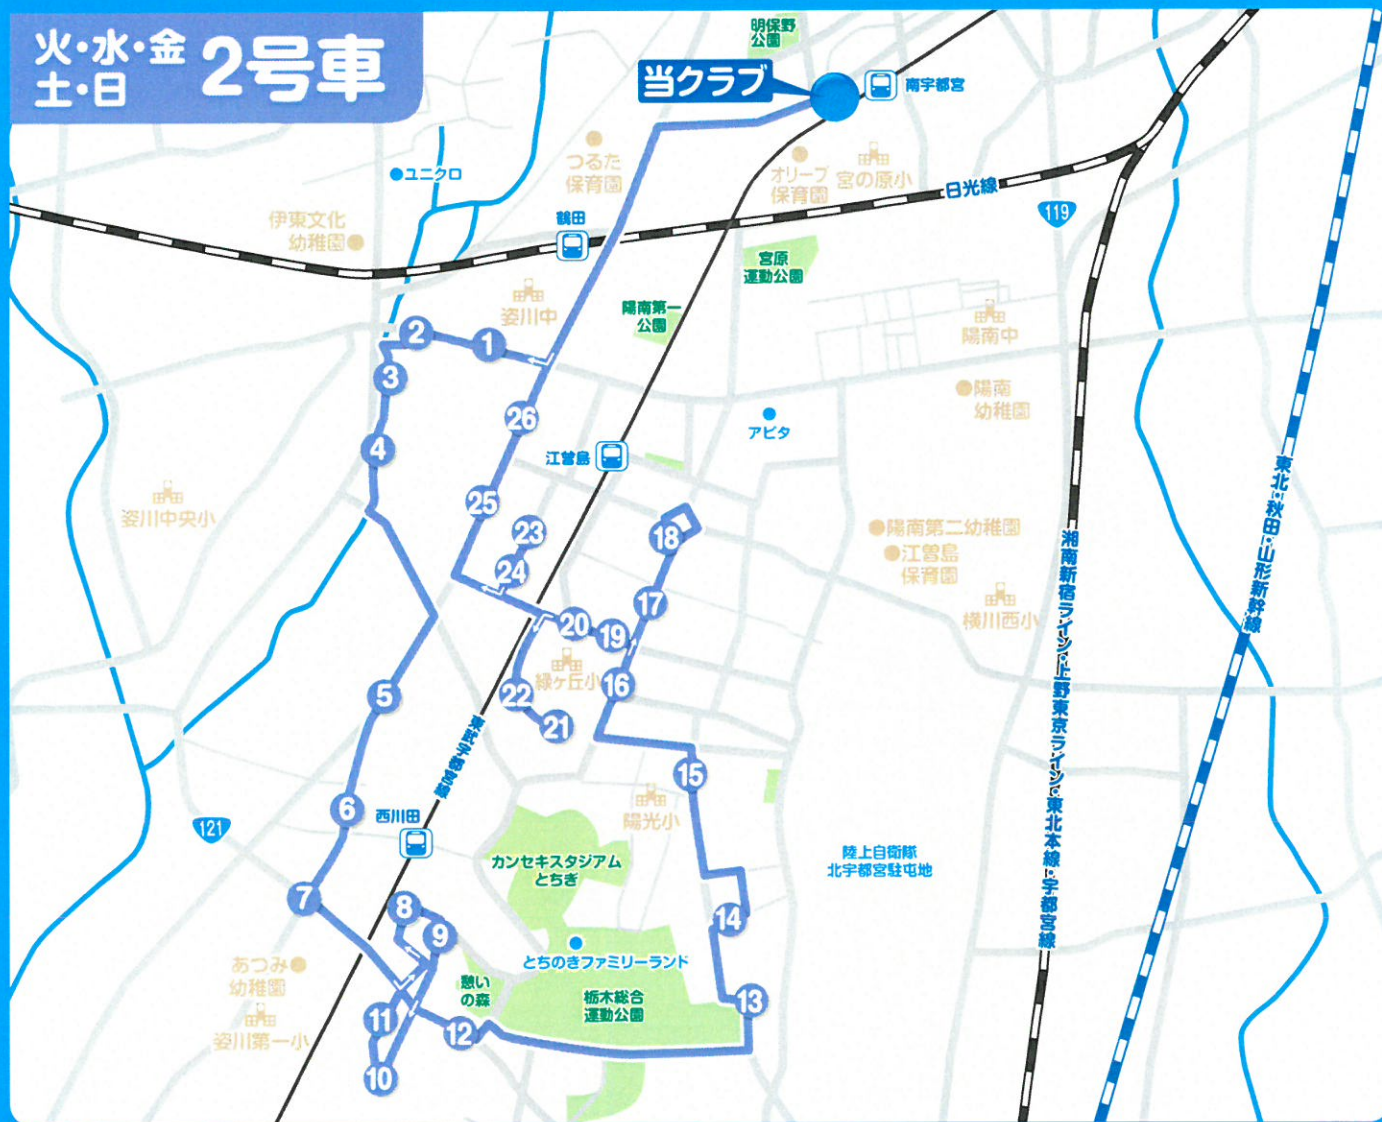 火・水・金
土・日
2号車
明保野
公園
当クラブ
南宇都宮
ユニクロ
つるた
保育園
オリーブ
保育園
宮の原小
日光線
119
伊東文化
幼稚園
鶴田
宮原
運動公園
姿川中
陽南第一
公園
陽南中
2
1
3
陽南
幼稚園
26
アピタ
4
江曽島
25
姿川中央小
23
18
陽南第二幼稚園
江曽島
保育園
24
17
横川西小
20
19
緑ヶ丘小
16
22
21
5
東武宇都宮線
湘南新宿ライン・上野東京ライン・東北本線・宇都宮線
東北・秋田・山形新幹線
15
6
陽光小
121
西川田
カンセキスタジアム
とちぎ
陸上自衛隊
北宇都宮駐屯地
7
8
14
9
とちのきファミリーランド
あづみ
幼稚園
憩い
の森
栃木総合
運動公園
13
11
12
姿川第一小
10